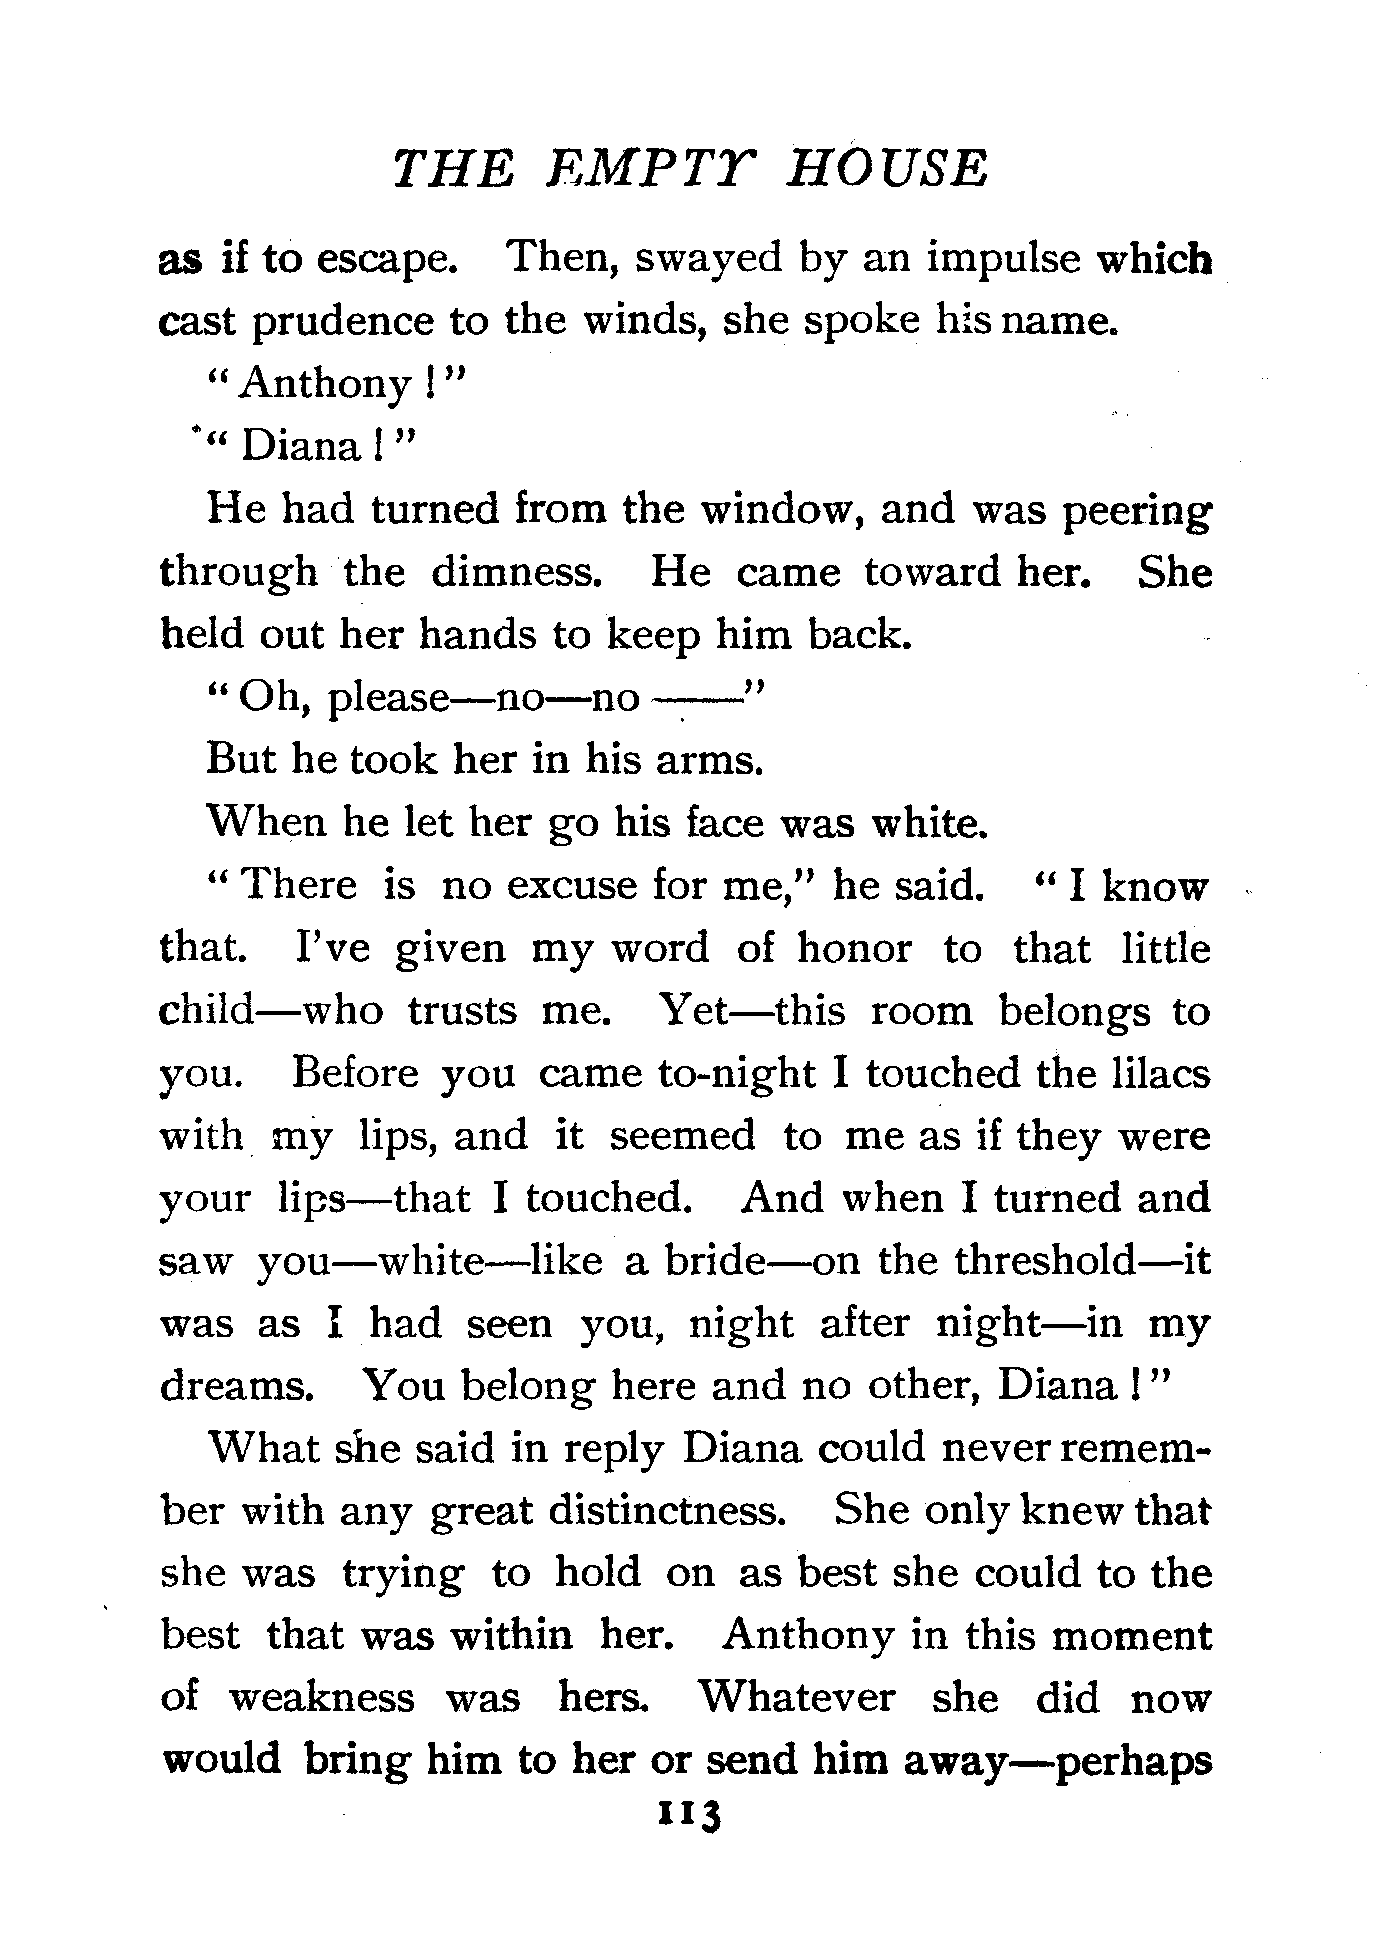 THE EMPTY HOUSE
as if to escape. Then, swayed by an impulse which
cast prudence to the winds, she spoke his name.
“Anthony!”
“Diana!”
He had turned from the window, and was peering
through the dimness. He came toward her. She
held out her hands to keep him back.
“Oh, please—no—no ——”
But he took her in his arms.
When he let her go his face was white.
“There is no excuse for me,” he said. “I know
that. I’ve given my word of honor to that little
child—who trusts me. Yet—this room belongs to
you. Before you came to-night I touched the lilacs
with my lips, and it seemed to me as if they were
your lips—that I touched. And when I turned and
saw you—white—like a bride—on the threshold—it
was as I had seen you, night after night—in my
dreams. You belong here and no other, Diana!”
What she said in reply Diana could never remem-
ber with any great distinctness. She only knew that
she was trying to hold on as best she could to the
best that was within her. Anthony in this moment
of weakness was hers. Whatever she did now
would bring him to her or send him away—perhaps
113